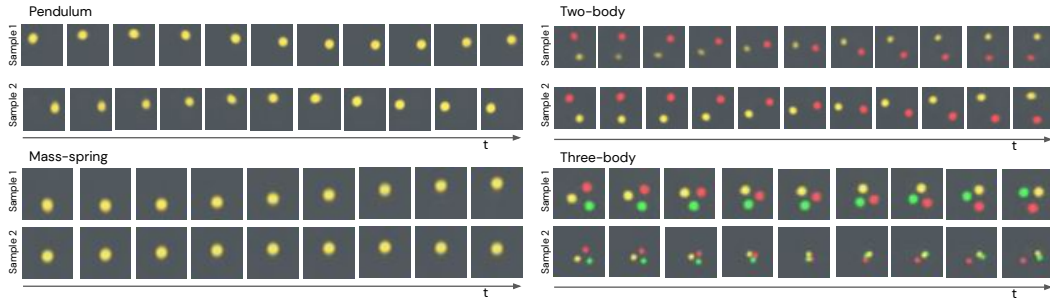 Pendulum
Sample 1
Sample 2
t
Two-body
Sample 1
Sample 2
t
Mass-spring
Sample 1
Sample 2
t
Three-body
Sample 1
Sample 2
t